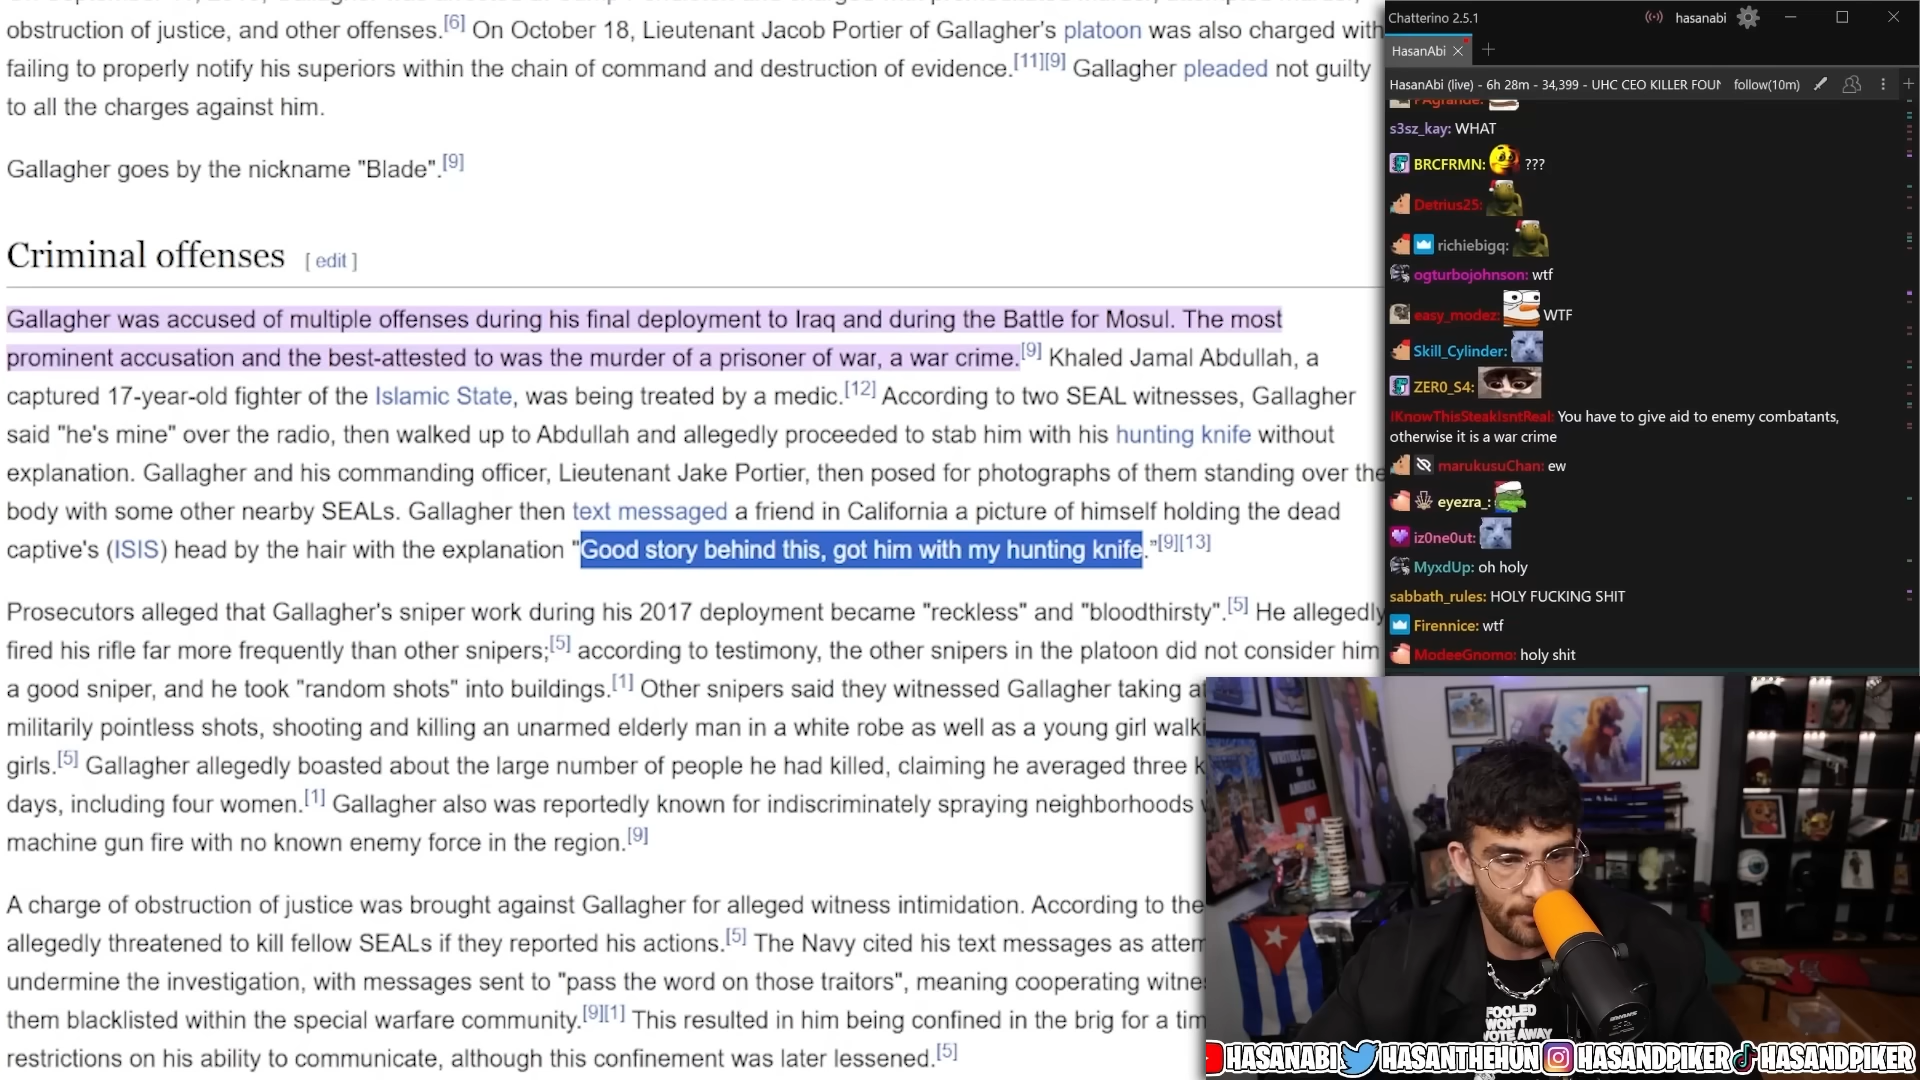 obstruction of justice, and other offenses.[6] On October 18, Lieutenant Jacob Portier of Gallagher's platoon was also charged with
failing to properly notify his superiors within the chain of command and destruction of evidence.[11][9] Gallagher pleaded not guilty
to all the charges against him.
Gallagher goes by the nickname "Blade".[9]
Criminal offenses [ edit ]
Gallagher was accused of multiple offenses during his final deployment to Iraq and during the Battle for Mosul. The most
prominent accusation and the best-attested to was the murder of a prisoner of war, a war crime.[9] Khaled Jamal Abdullah, a
captured 17-year-old fighter of the Islamic State, was being treated by a medic.[12] According to two SEAL witnesses, Gallagher
said "he's mine" over the radio, then walked up to Abdullah and allegedly proceeded to stab him with his hunting knife without
explanation. Gallagher and his commanding officer, Lieutenant Jake Portier, then posed for photographs of them standing over the
body with some other nearby SEALs. Gallagher then text messaged a friend in California a picture of himself holding the dead
captive's (ISIS) head by the hair with the explanation "Good story behind this, got him with my hunting knife."[9][13]
Prosecutors alleged that Gallagher's sniper work during his 2017 deployment became "reckless" and "bloodthirsty".[5] He allegedly
fired his rifle far more frequently than other snipers;[5] according to testimony, the other snipers in the platoon did not consider him
a good sniper, and he took "random shots" into buildings.[1] Other snipers said they witnessed Gallagher taking at
militarily pointless shots, shooting and killing an unarmed elderly man in a white robe as well as a young girl walki
girls.[5] Gallagher allegedly boasted about the large number of people he had killed, claiming he averaged three k
days, including four women.[1] Gallagher also was reportedly known for indiscriminately spraying neighborhoods
machine gun fire with no known enemy force in the region.[9]
A charge of obstruction of justice was brought against Gallagher for alleged witness intimidation. According to the
allegedly threatened to kill fellow SEALs if they reported his actions.[5] The Navy cited his text messages as attem
undermine the investigation, with messages sent to "pass the word on those traitors", meaning cooperating witne
them blacklisted within the special warfare community.[9][1] This resulted in him being confined in the brig for a tim
restrictions on his ability to communicate, although this confinement was later lessened.[5]
Chatterino 2.5.1 hasanabi
HasanAbi
HasanAbi (live) - 6h 28m - 34,399 - UHC CEO KILLER FOUN follow(10m)
s3sz_kay: WHAT
BRCFRMN: ???
Detrius25:
richiebigq:
ogturbojohnson: wtf
easy_modez: WTF
Skill_Cylinder:
ZER0_S4:
IKnowThisSteakIsntReal: You have to give aid to enemy combatants,
otherwise it is a war crime
marukusuChan: ew
eyezra_:
iz0ne0ut:
MyxdUp: oh holy
sabbath_rules: HOLY FUCKING SHIT
Firennice: wtf
ModeeGnomo: holy shit
WRITERS GUILD
AMERICA
FOOLED
WON'T
VOTE AWAY
HASANABI HASANTHEHUN HASANDPIKER HASANDPIKER